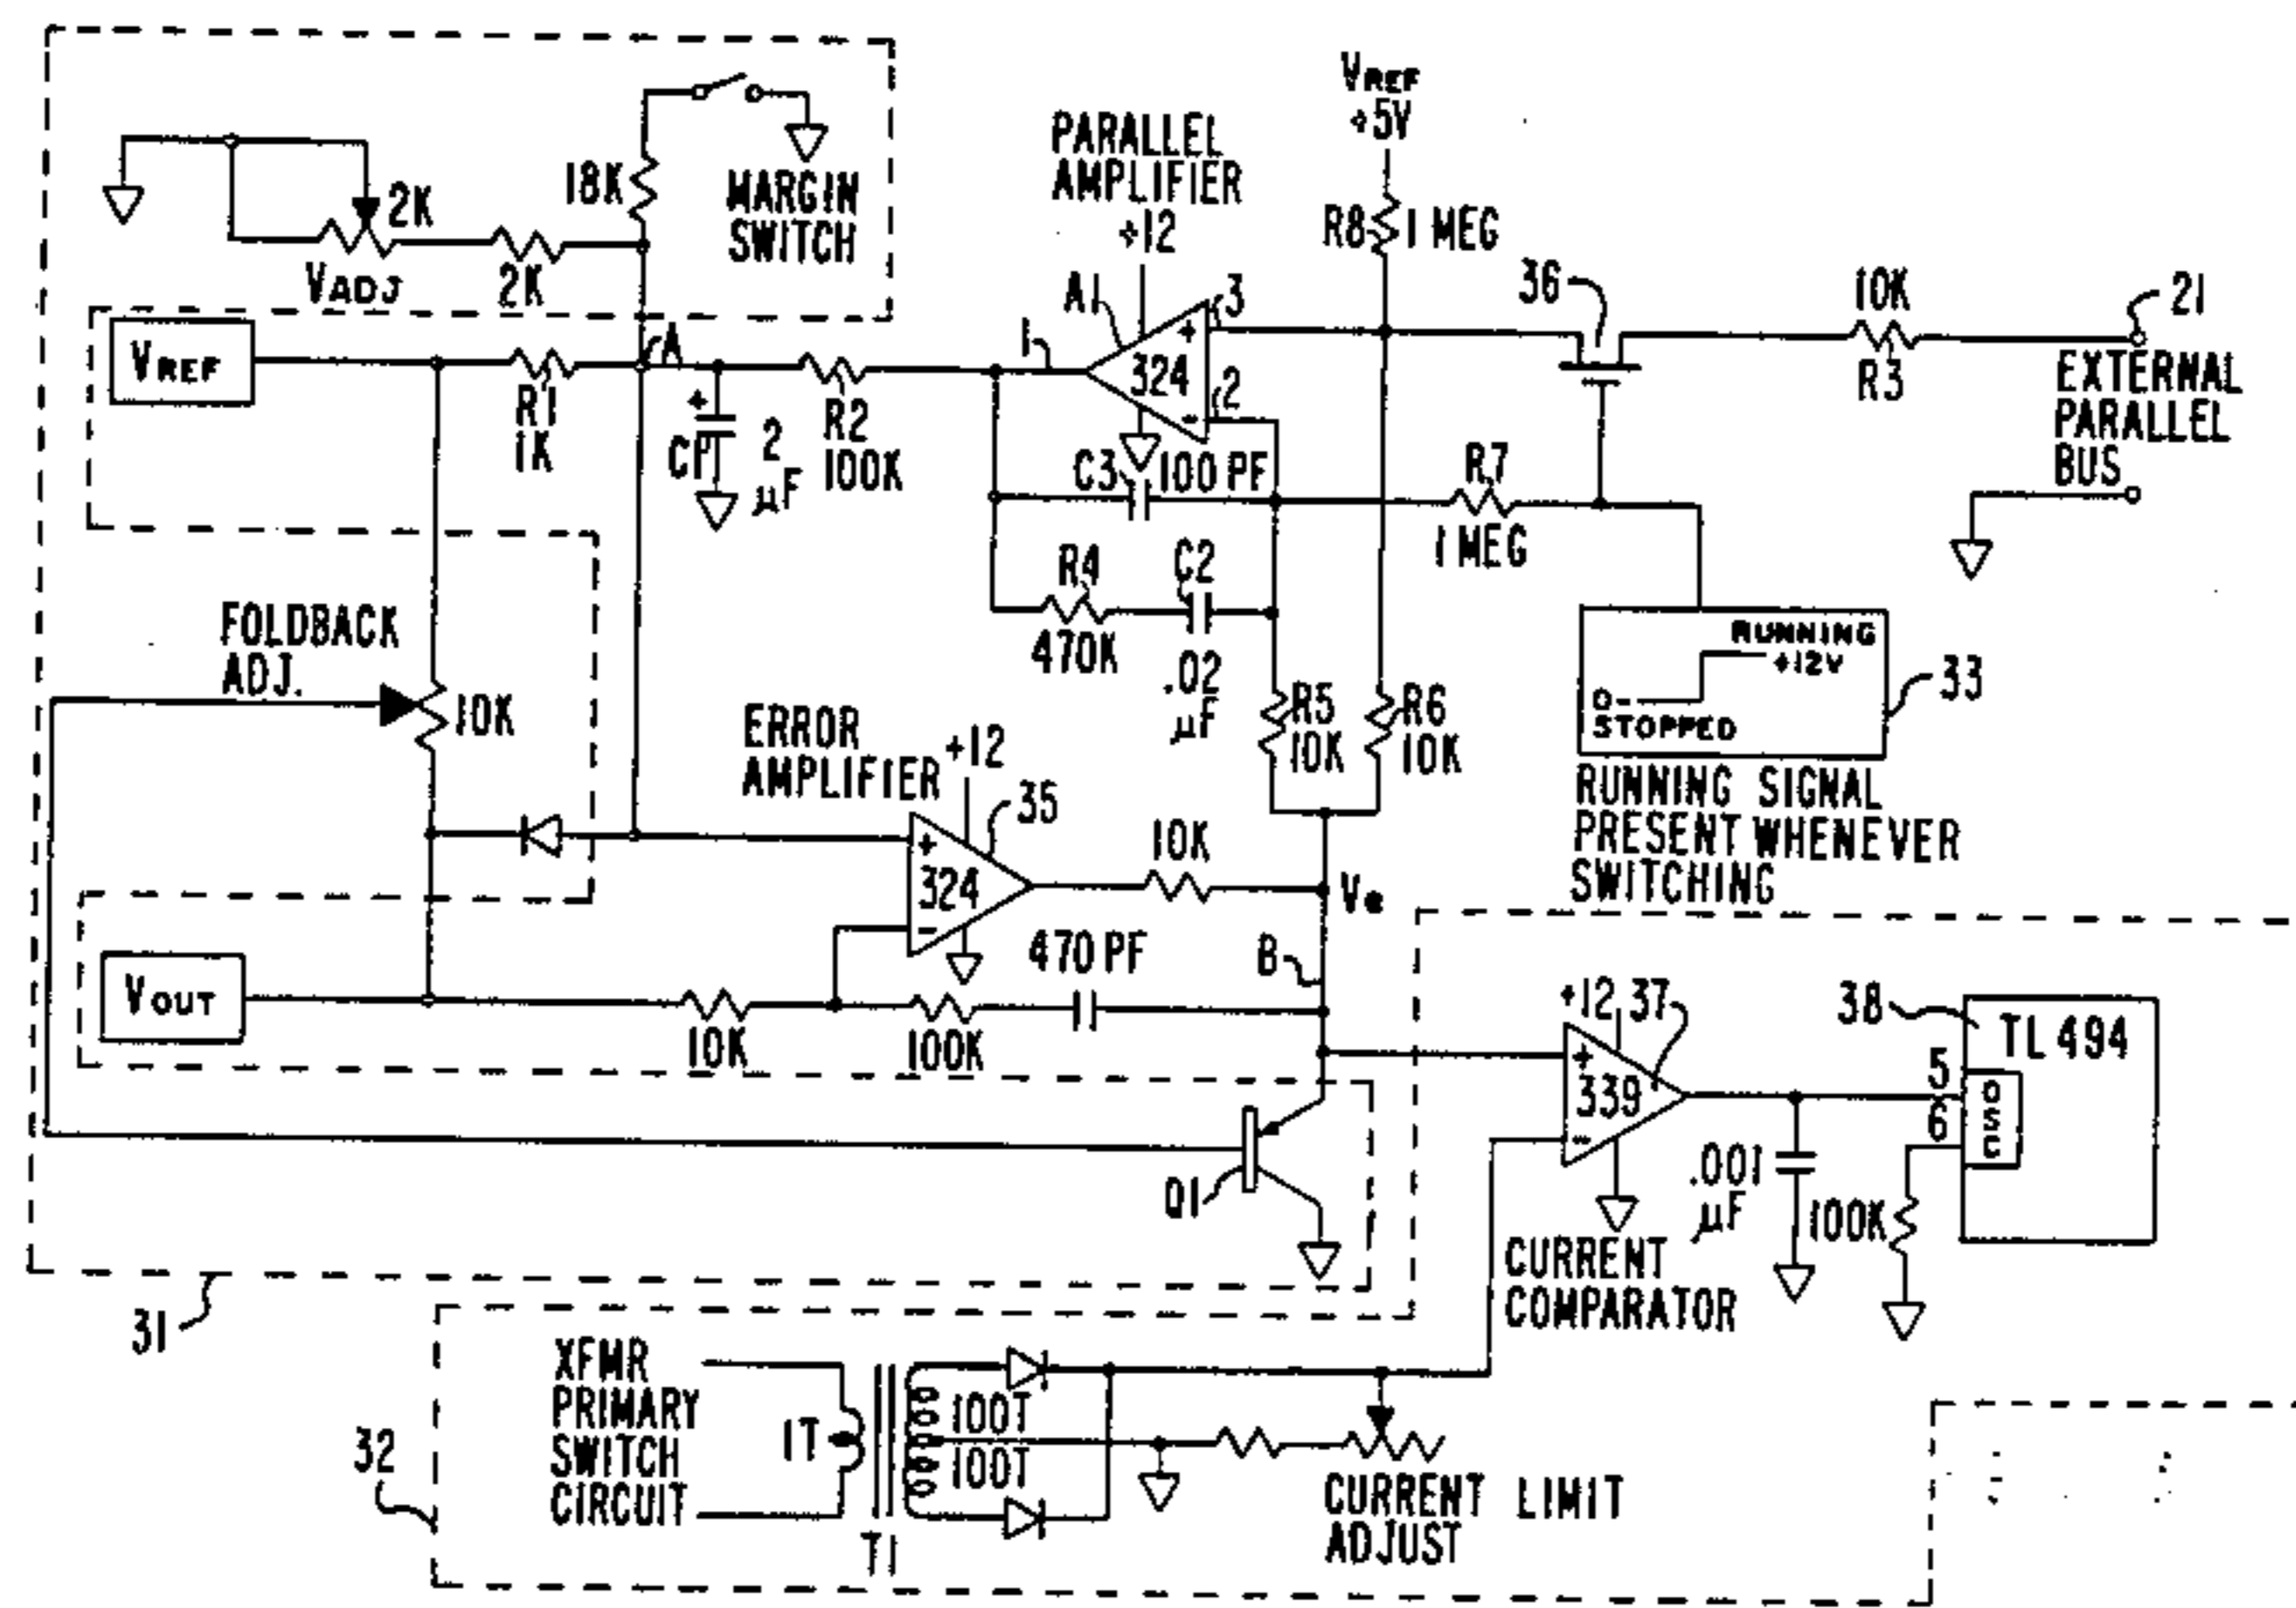 VREF
+5V
PARALLEL
AMPLIFIER
+12
2K
18K
MARGIN
SWITCH
R8
1 MEG
VADJ
2K
A1
3
36
10K
21
VREF
A
1
324
2
R3
EXTERNAL
PARALLEL
BUS
R1
1K
+
C1
2
µF
R2
100K
C3
100 PF
R7
1 MEG
R4
470K
C2
.02
µF
FOLDBACK
ADJ.
10K
RUNNING
+12V
0
STOPPED
33
R5
10K
R6
10K
ERROR
AMPLIFIER
+12
35
RUNNING SIGNAL
PRESENT WHENEVER
SWITCHING
+
324
-
10K
Ve
VOUT
470 PF
B
10K
100K
+12
37
38
TL 494
5
6
OSC
+
339
-
.001
µF
100K
Q1
CURRENT
COMPARATOR
31
XFMR
PRIMARY
SWITCH
CIRCUIT
1T
100T
100T
32
T1
CURRENT LIMIT
ADJUST